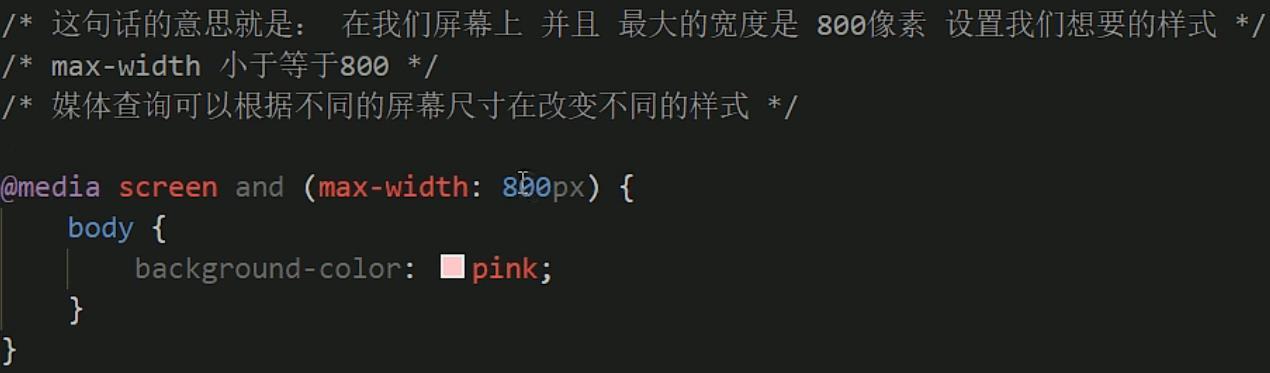 /* 这句话的意思就是： 在我们屏幕上 并且 最大的宽度是 800像素 设置我们想要的样式 */
/* max-width 小于等于800 */
/* 媒体查询可以根据不同的屏幕尺寸在改变不同的样式 */
@media screen and (max-width: 800px) {
body {
background-color: pink;
}
}